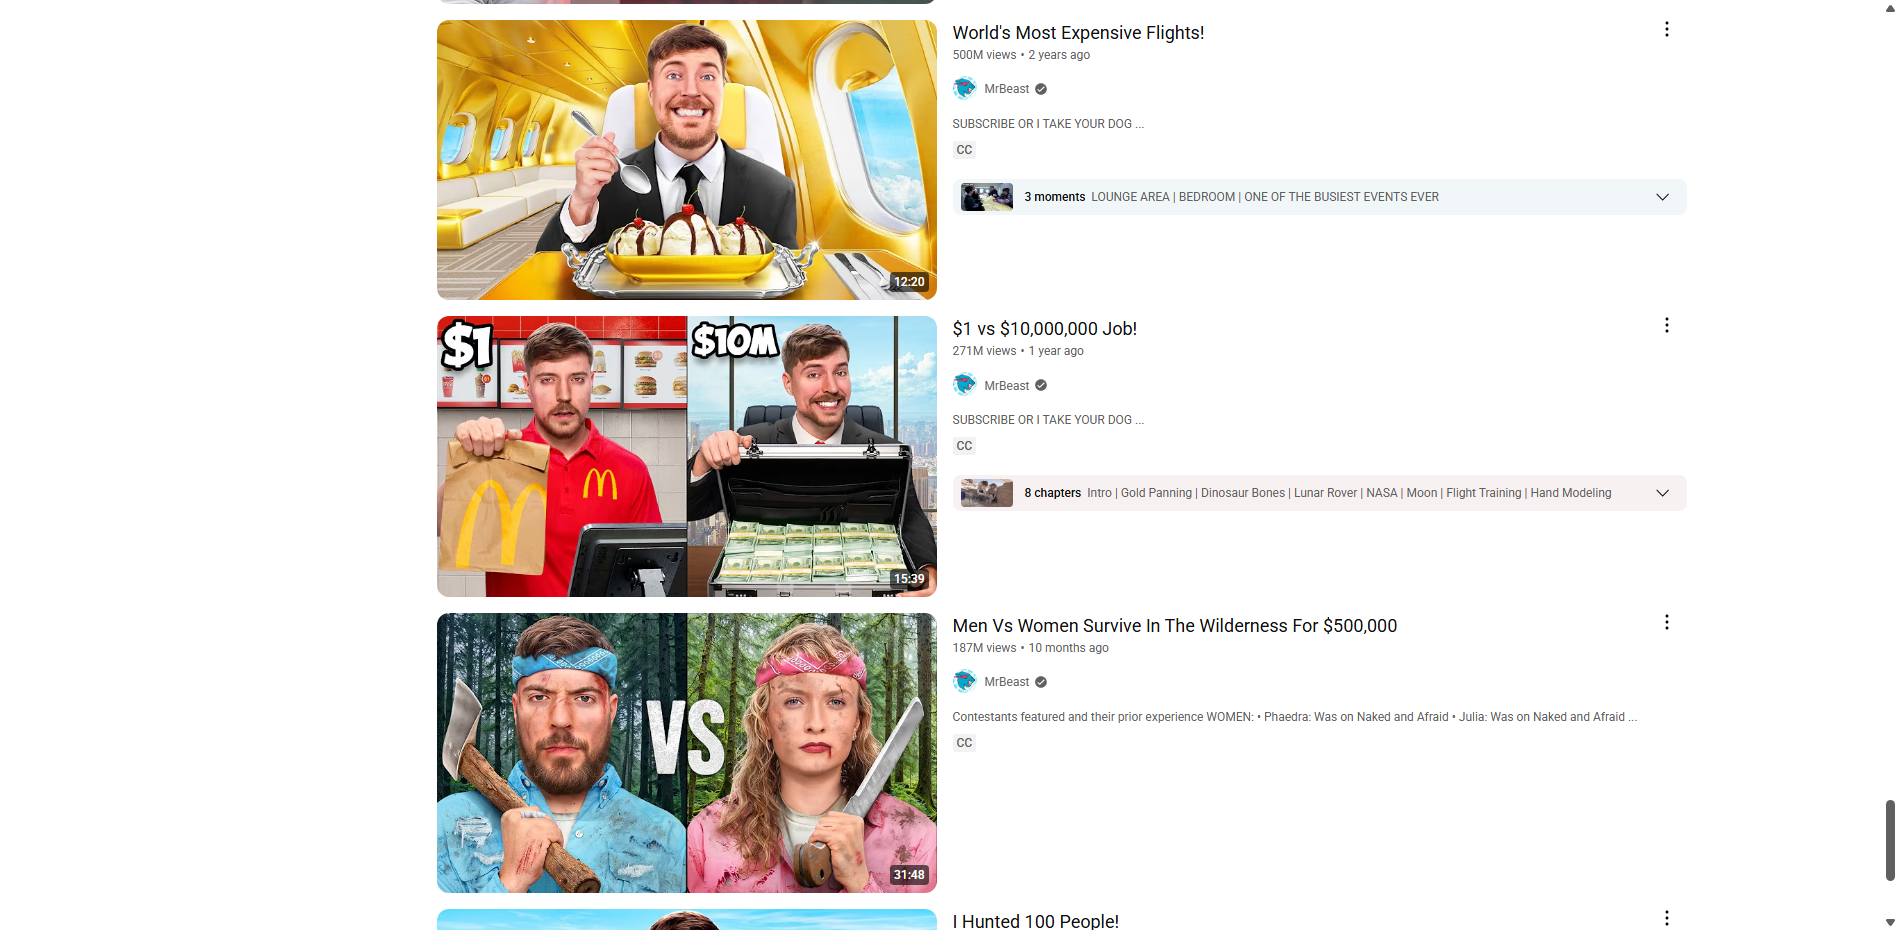 12:20
World's Most Expensive Flights!
500M views • 2 years ago
MrBeast
SUBSCRIBE OR I TAKE YOUR DOG ...
CC
3 moments LOUNGE AREA | BEDROOM | ONE OF THE BUSIEST EVENTS EVER
$1
$10M
15:39
$1 vs $10,000,000 Job!
271M views • 1 year ago
MrBeast
SUBSCRIBE OR I TAKE YOUR DOG ...
CC
8 chapters Intro | Gold Panning | Dinosaur Bones | Lunar Rover | NASA | Moon | Flight Training | Hand Modeling
VS
31:48
Men Vs Women Survive In The Wilderness For $500,000
187M views • 10 months ago
MrBeast
Contestants featured and their prior experience WOMEN: • Phaedra: Was on Naked and Afraid • Julia: Was on Naked and Afraid ...
CC
I Hunted 100 People!